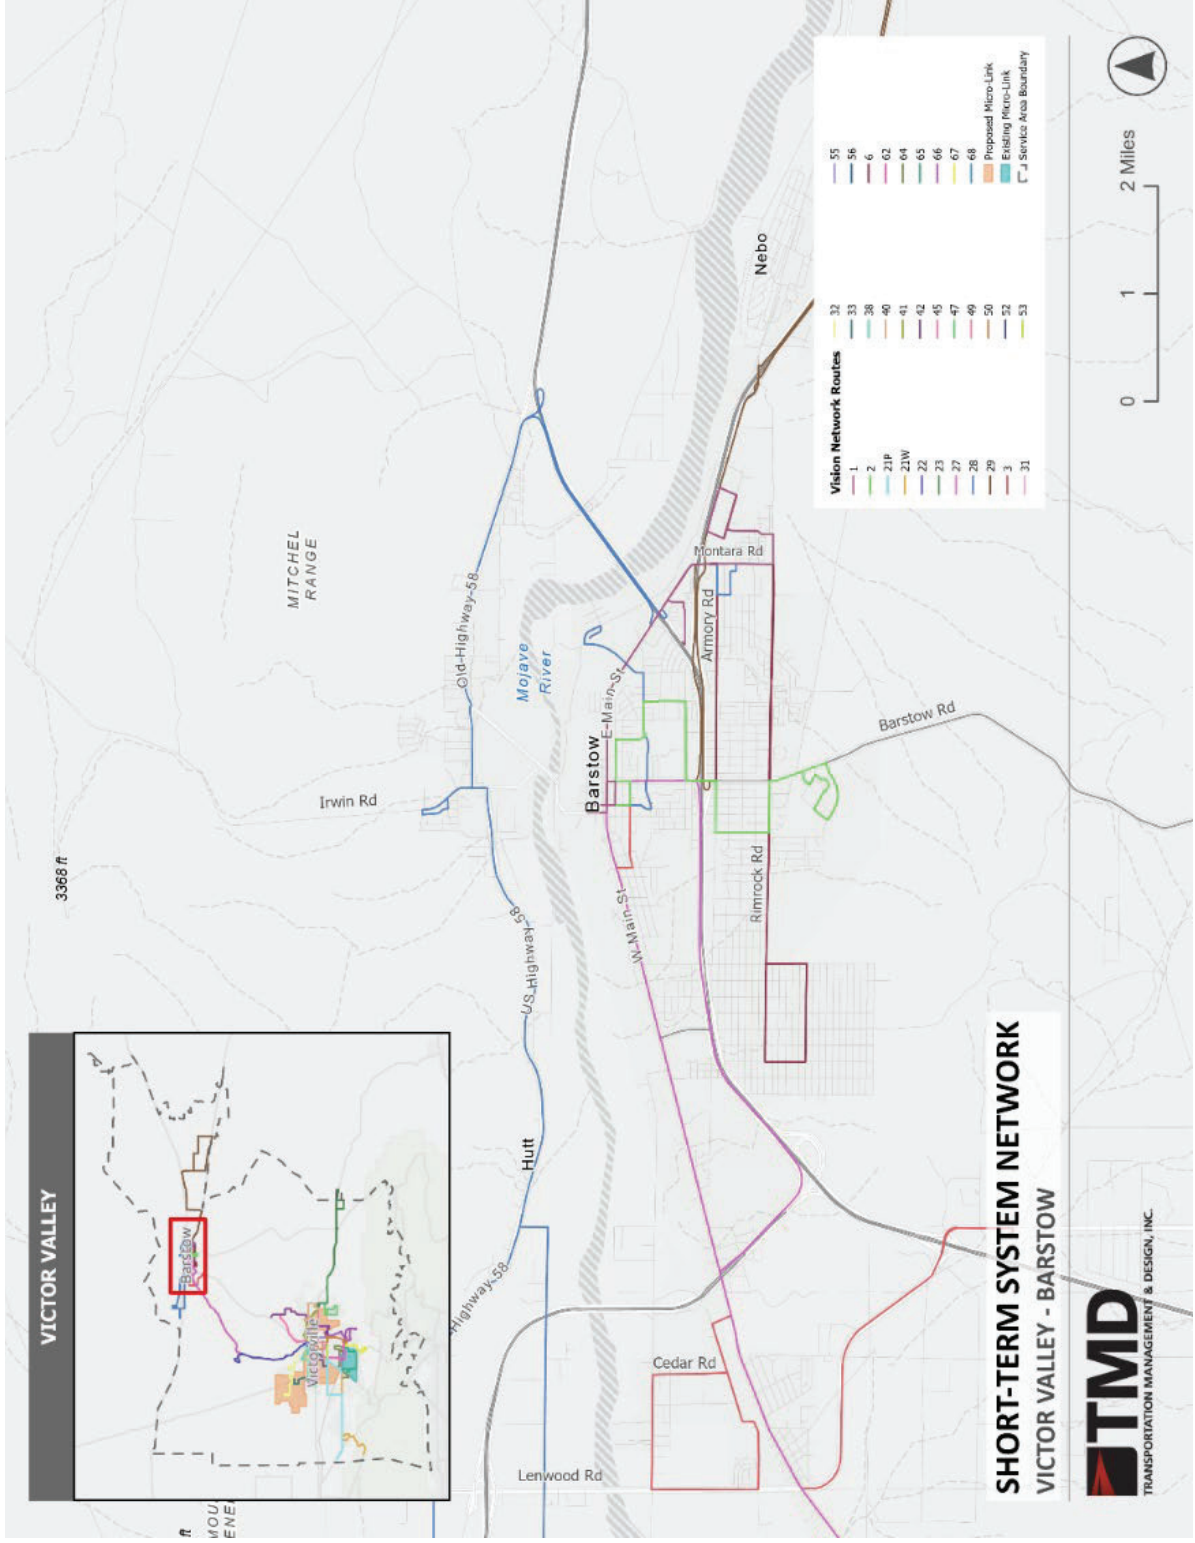 VICTOR VALLEY
Barstow
Victorville
3368 ft
ft
MITCHEL
RANGE
Irwin Rd
Old-Highway-58
US-Highway-58
Highway-58
Hutt
Mojave
River
Barstow
E-Main-St
W-Main-St
Montara Rd
Armory Rd
Nebo
Barstow Rd
Rimrock Rd
Cedar Rd
Lenwood Rd
Vision Network Routes
1
2
21P
21W
22
23
27
28
29
3
31
32
33
38
40
41
42
45
47
49
50
52
53
55
56
6
62
64
65
66
67
68
Proposed Micro-Link
Existing Micro-Link
Service Area Boundary
0 1 2 Miles
SHORT-TERM SYSTEM NETWORK
VICTOR VALLEY - BARSTOW
TMD
TRANSPORTATION MANAGEMENT & DESIGN, INC.